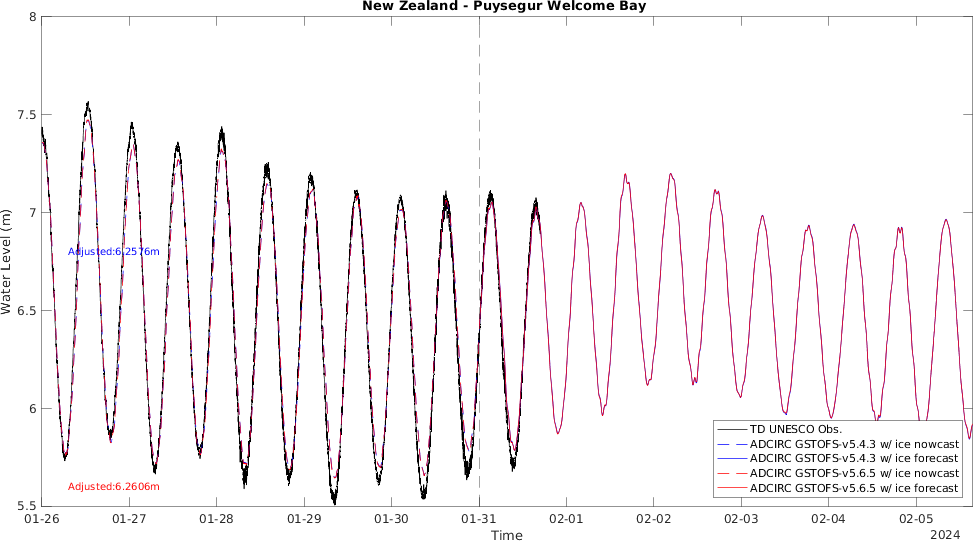 New Zealand - Puysegur Welcome Bay
8
7.5
7
6.5
6
5.5
Water Level (m)
Adjusted:6.2576m
Adjusted:6.2606m
TD UNESCO Obs.
ADCIRC GSTOFS-v5.4.3 w/ ice nowcast
ADCIRC GSTOFS-v5.4.3 w/ ice forecast
ADCIRC GSTOFS-v5.6.5 w/ ice nowcast
ADCIRC GSTOFS-v5.6.5 w/ ice forecast
01-26 01-27 01-28 01-29 01-30 01-31 02-01 02-02 02-03 02-04 02-05
Time
2024